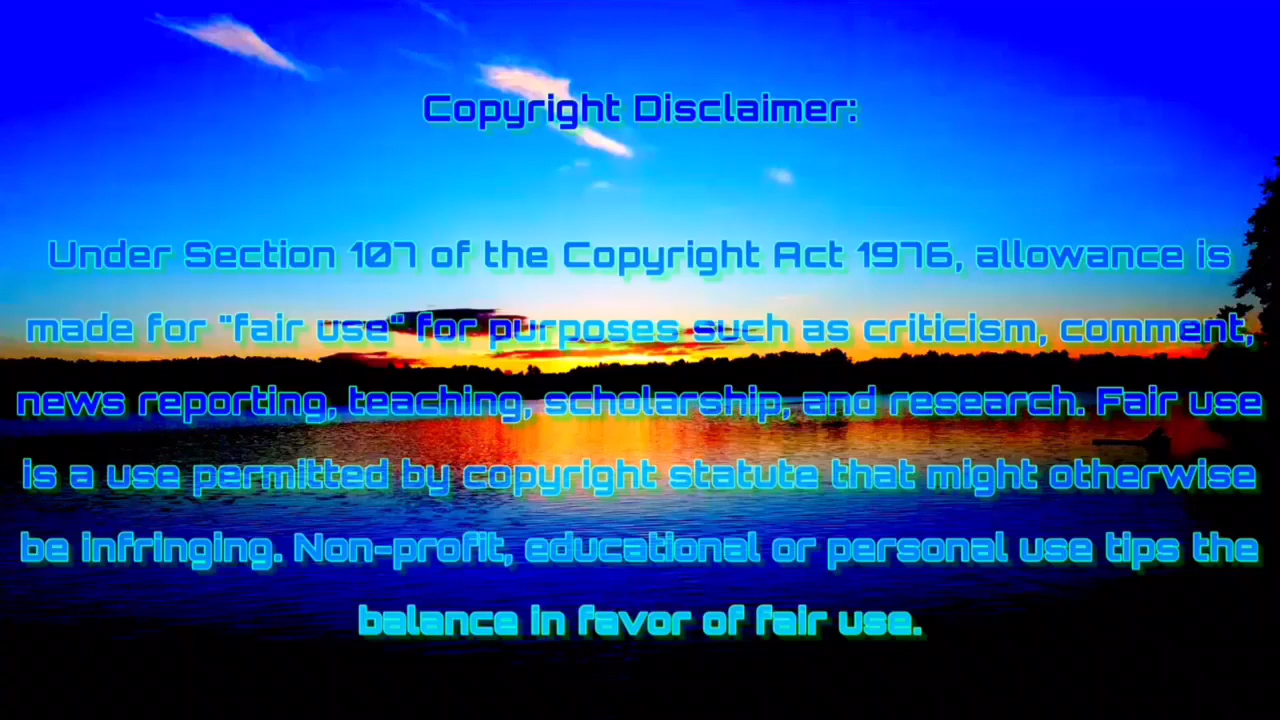 Copyright Disclaimer:
Under Section 107 of the Copyright Act 1976, allowance is
made for "fair use" for purposes such as criticism, comment,
news reporting, teaching, scholarship, and research. Fair use
is a use permitted by copyright statute that might otherwise
be infringing. Non-profit, educational or personal use tips the
balance in favor of fair use.